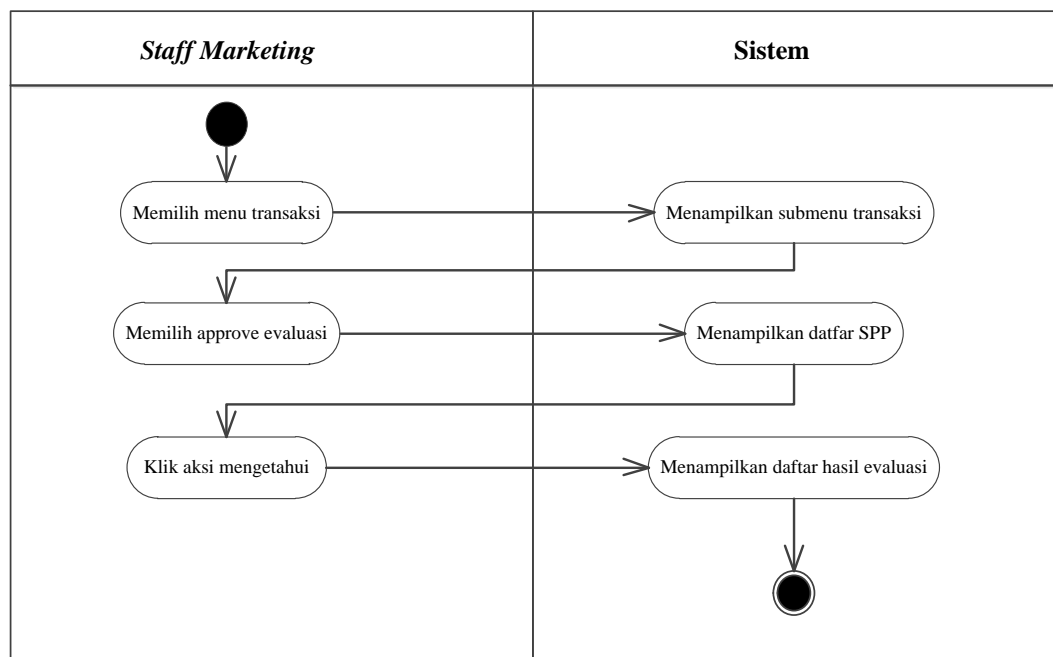 Staff Marketing
Sistem
Memilih menu transaksi
Menampilkan submenu transaksi
Memilih approve evaluasi
Menampilkan datfar SPP
Klik aksi mengetahui
Menampilkan daftar hasil evaluasi